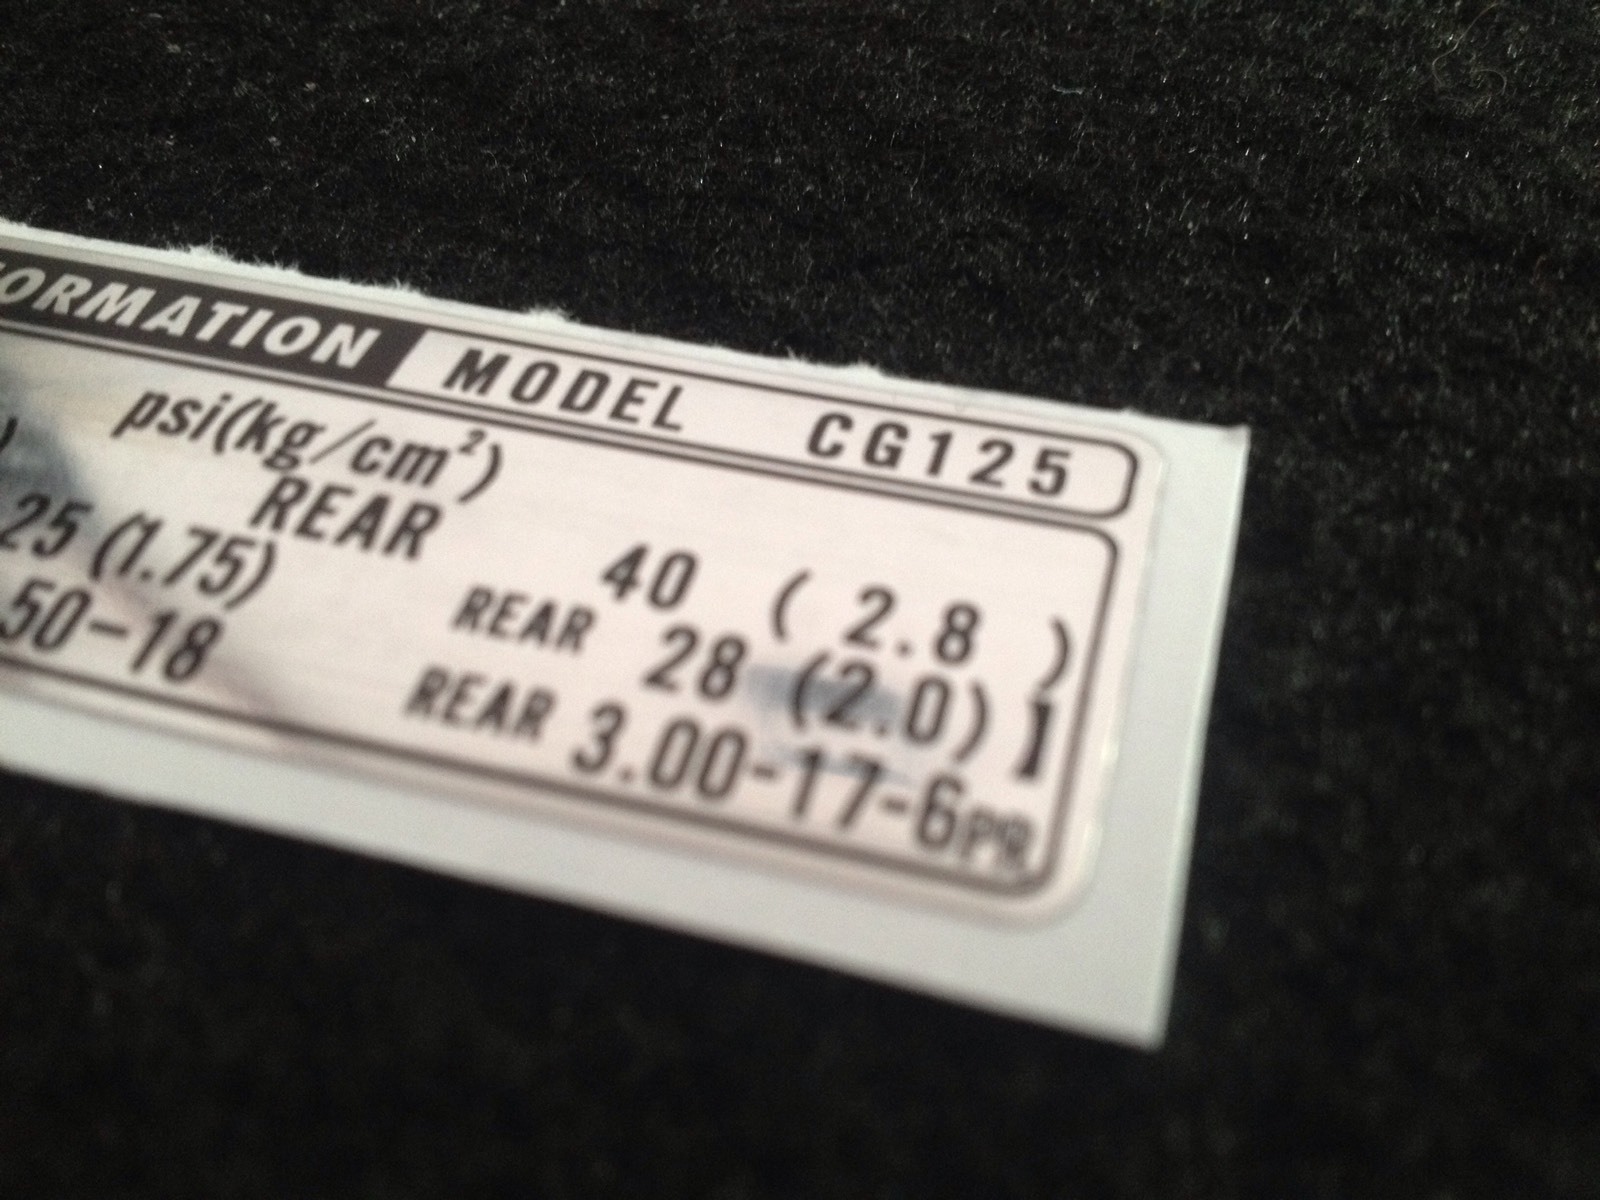 ORMATION MODEL CG125
psi(kg/cm²)
REAR 40 ( 2.8 )
25 (1.75) REAR 28 (2.0)
50-18 REAR 3.00-17-6PR